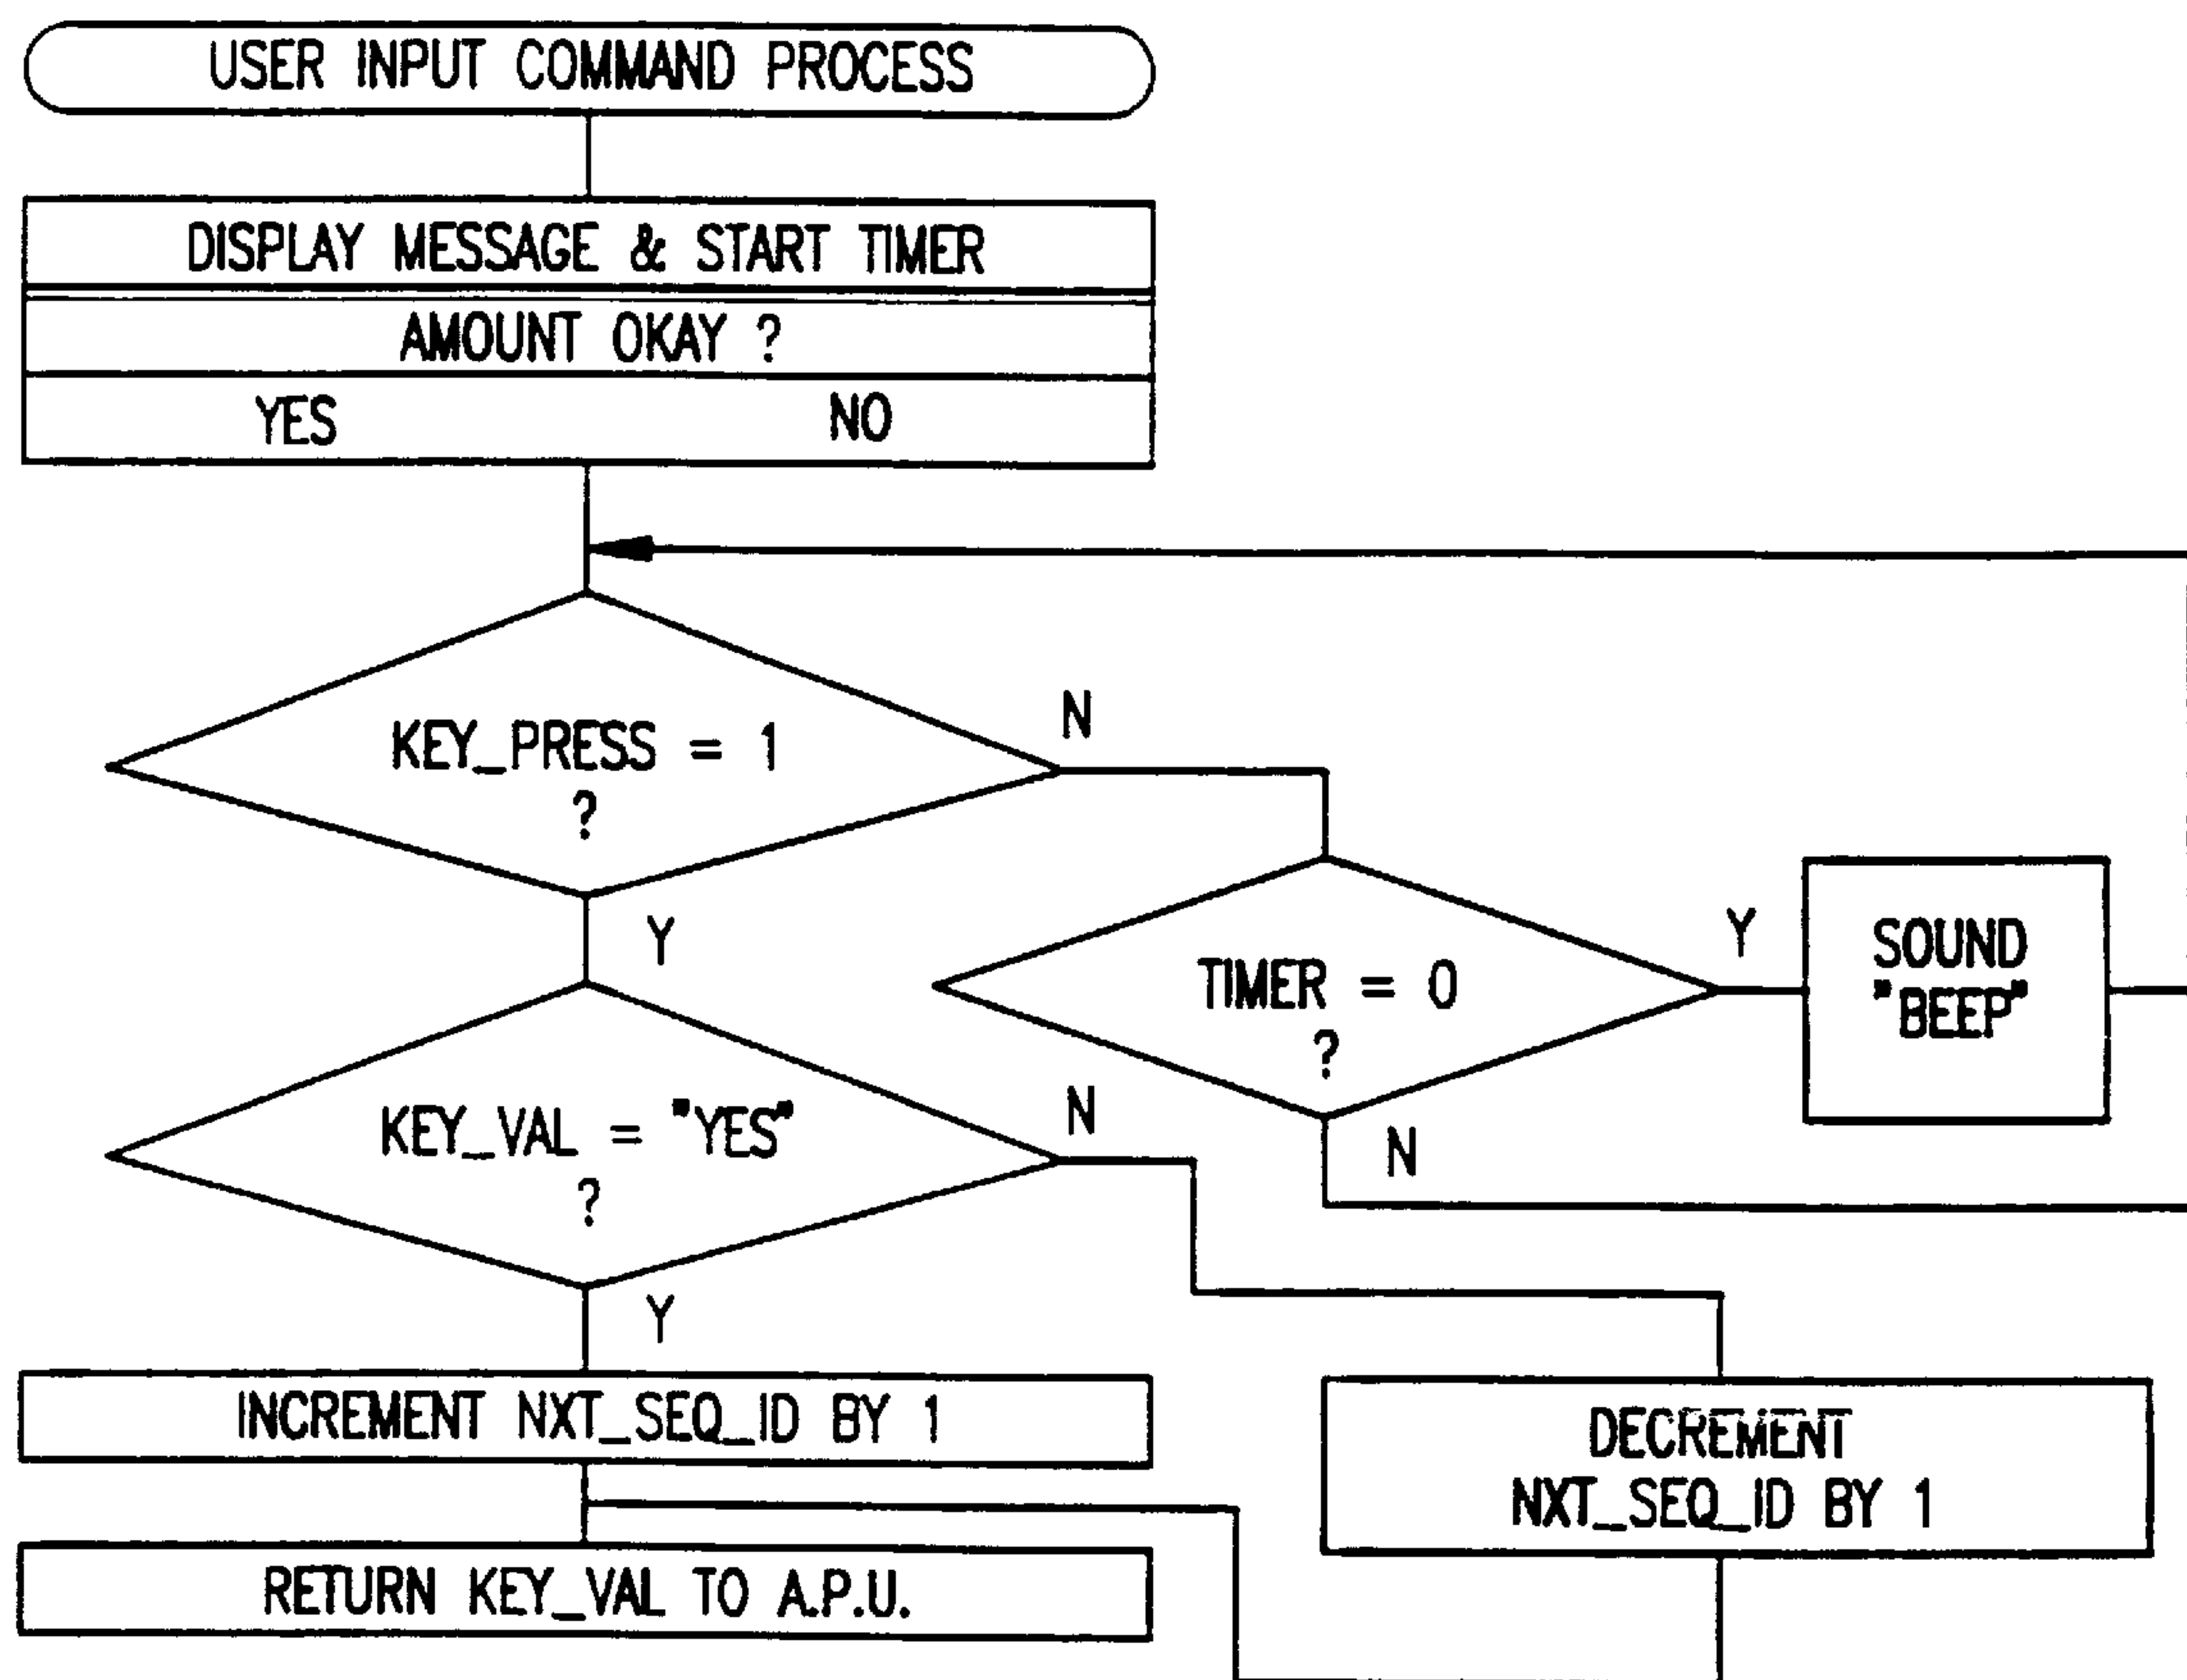 USER INPUT COMMAND PROCESS
DISPLAY MESSAGE & START TIMER
AMOUNT OKAY ?
YES NO
KEY_PRESS = 1
?
N
Y
TIMER = 0
?
Y
N
SOUND
"BEEP"
KEY_VAL = "YES"
?
N
Y
INCREMENT NXT_SEQ_ID BY 1
DECREMENT
NXT_SEQ_ID BY 1
RETURN KEY_VAL TO A.P.U.